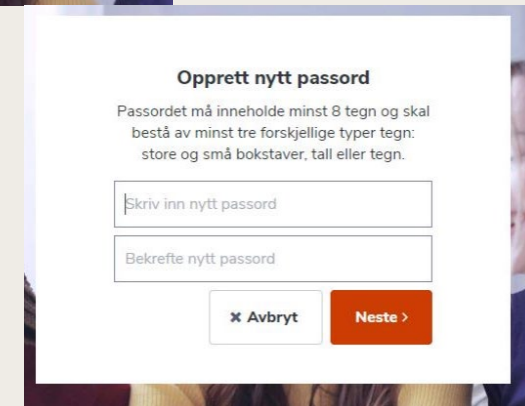 Opprett nytt passord
Passordet må inneholde minst 8 tegn og skal
bestå av minst tre forskjellige typer tegn:
store og små bokstaver, tall eller tegn.
Skriv inn nytt passord
Bekrefte nytt passord
✖ Avbryt
Neste >